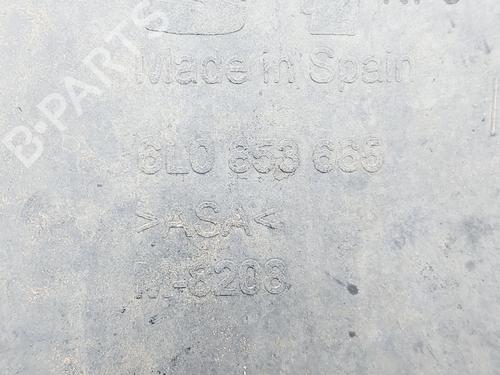 Made in Spain
6L0 853 665
>ASA<
M-8208
B-PARTS